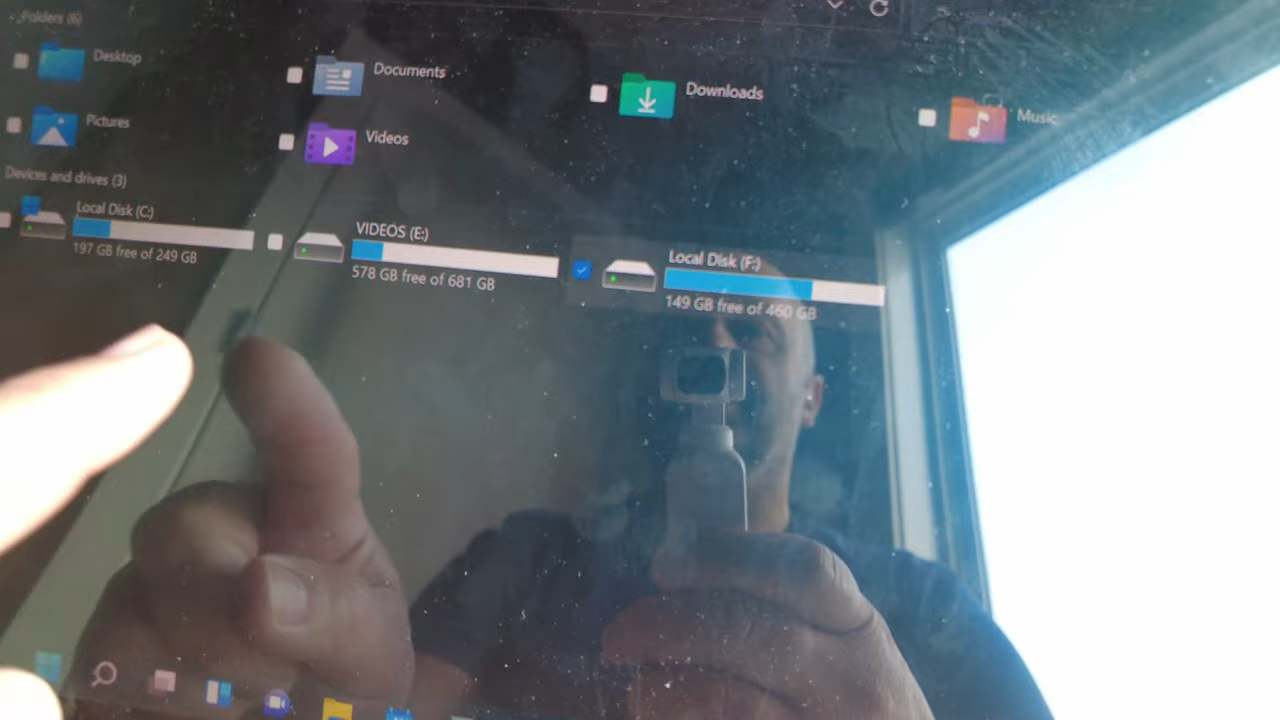 Folders (6)
Desktop
Documents
Downloads
Music
Pictures
Videos
Devices and drives (3)
Local Disk (C:)
197 GB free of 249 GB
VIDEOS (E:)
578 GB free of 681 GB
Local Disk (F:)
149 GB free of 460 GB